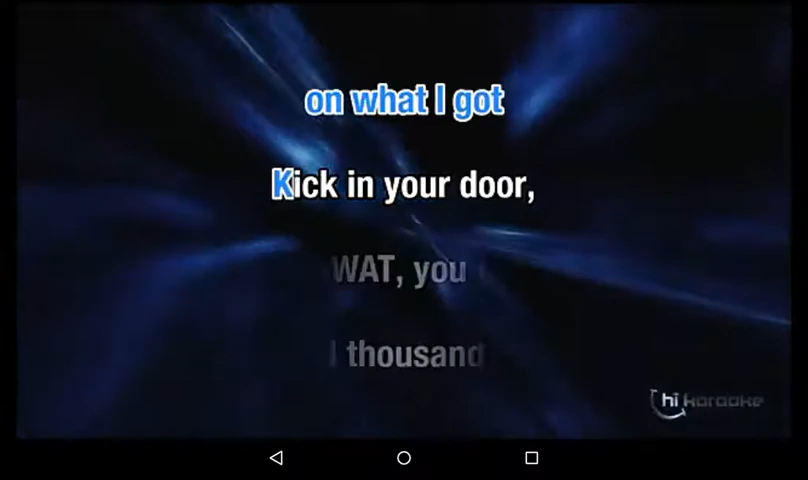 on what I got
Kick in your door,
WAT, you
thousand
hi karaoke